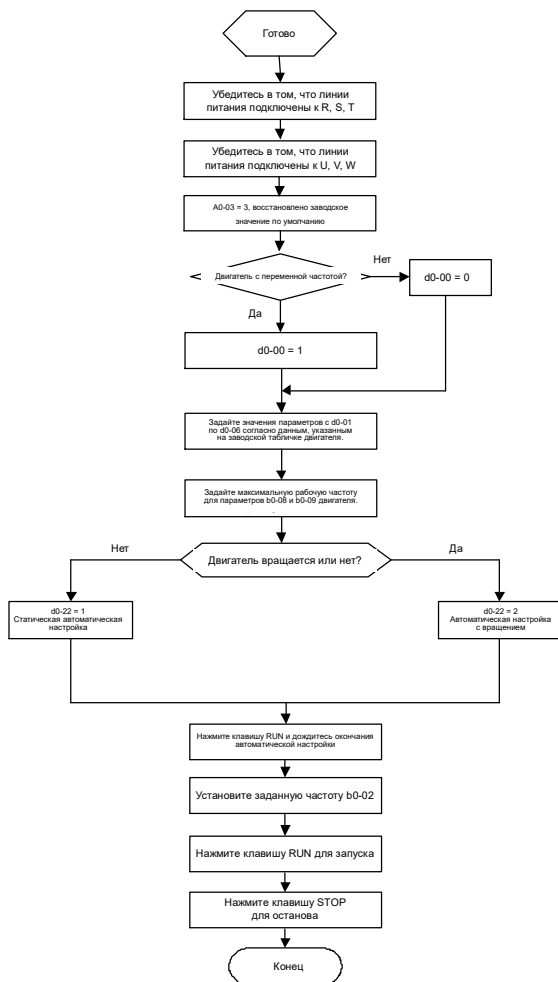 Готово
Убедитесь в том, что линии
питания подключены к R, S, T
Убедитесь в том, что линии
питания подключены к U, V, W
A0-03 = 3, восстановлено заводское
значение по умолчанию
Двигатель с переменной частотой?
Нет
d0-00 = 0
Да
d0-00 = 1
Задайте значения параметров с d0-01
по d0-06 согласно данным, указанным
на заводской табличке двигателя.
Задайте максимальную рабочую частоту
для параметров b0-08 и b0-09 двигателя.
Нет
Двигатель вращается или нет?
Да
d0-22 = 1
Статическая автоматическая
настройка
d0-22 = 2
Автоматическая настройка
с вращением
Нажмите клавишу RUN и дождитесь окончания
автоматической настройки
Установите заданную частоту b0-02
Нажмите клавишу RUN для запуска
Нажмите клавишу STOP
для останова
Конец